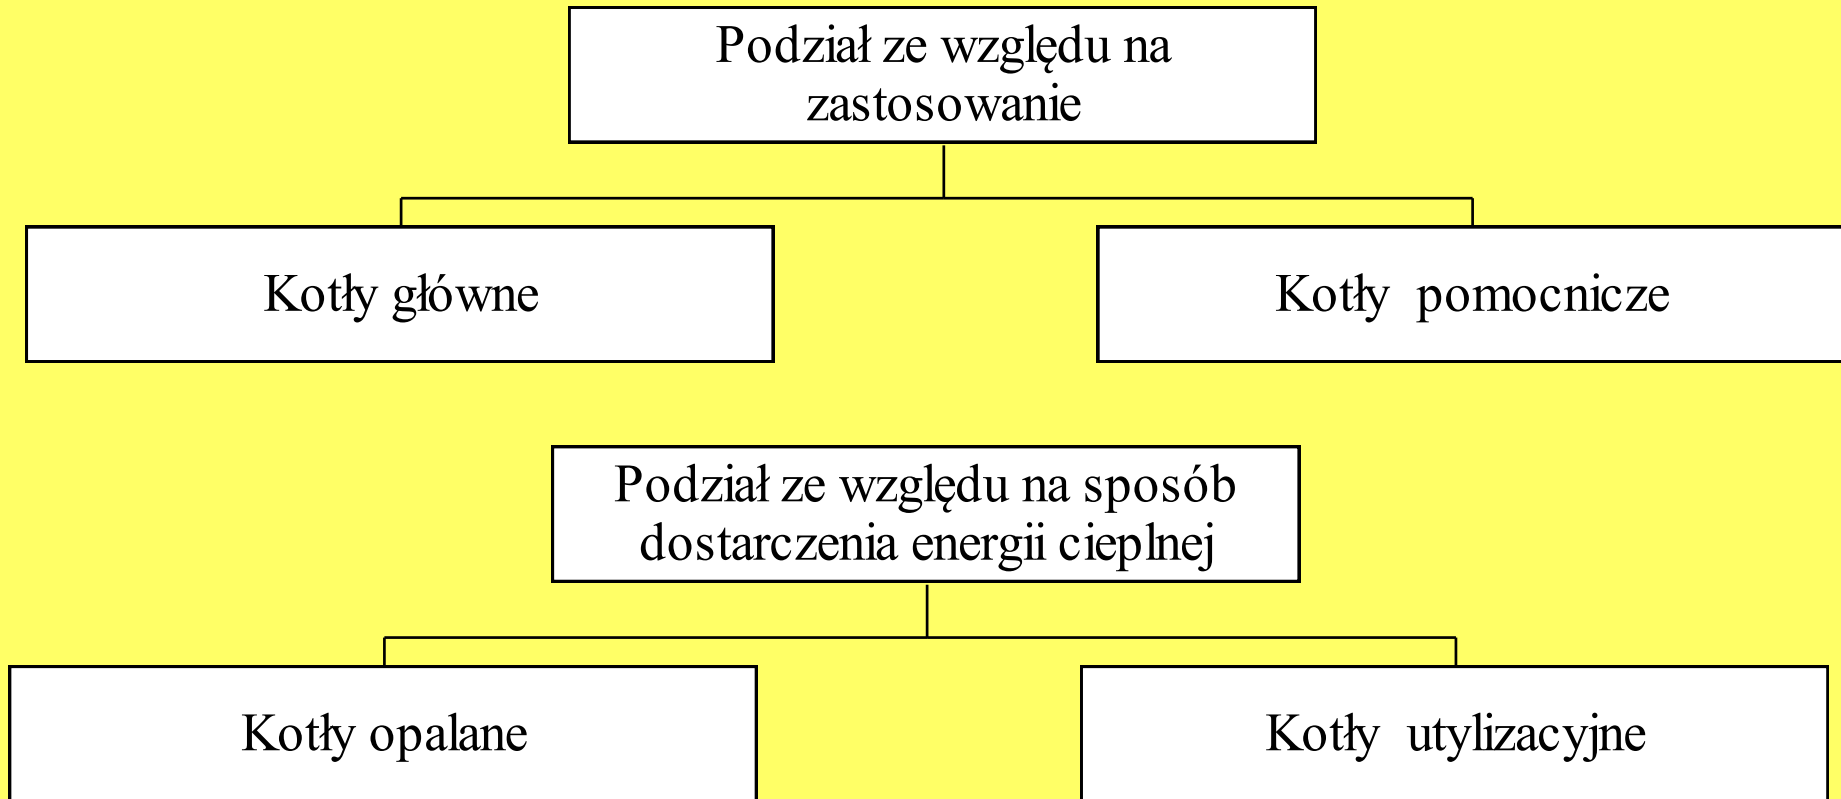 Podział ze względu na
zastosowanie
Kotły główne
Kotły pomocnicze
Podział ze względu na sposób
dostarczenia energii cieplnej
Kotły opalane
Kotły utylizacyjne